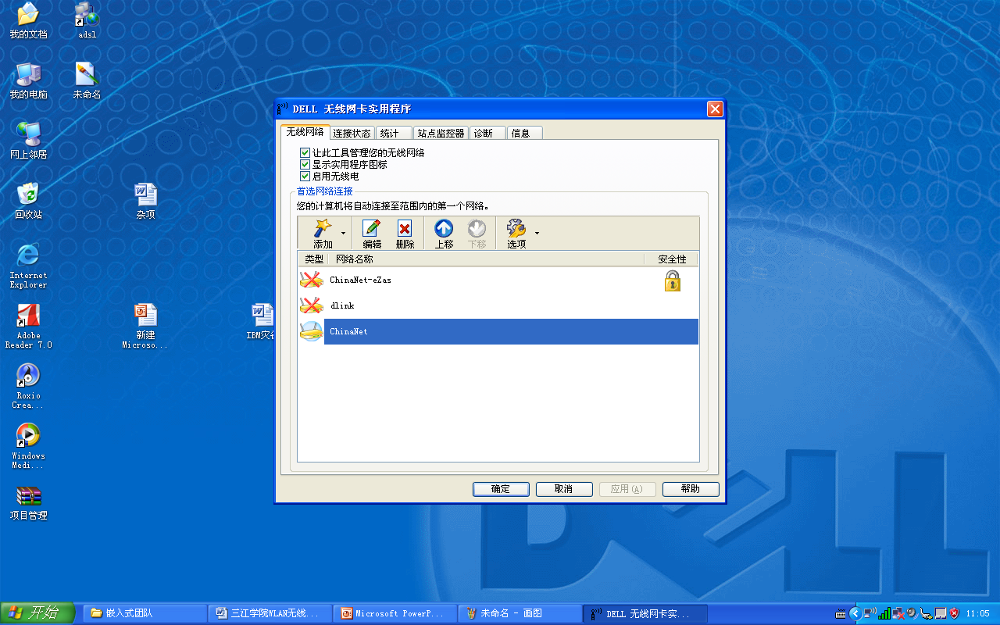 我的文档
adsl
我的电脑
未命名
网上邻居
回收站
杂项
Internet
Explorer
Adobe
Reader 7.0
新建
Microso...
Roxio
Crea...
Windows
Medi...
项目管理
DELL 无线网卡实用程序
无线网络
连接状态
统计
站点监控器
诊断
信息
让此工具管理您的无线网络
显示实用程序图标
启用无线电
首选网络连接
您的计算机将自动连接至范围内的第一个网络。
添加
编辑
删除
上移
下移
选项
类型
网络名称
安全性
ChinaNet-eZas
dlink
ChinaNet
确定
取消
应用(A)
帮助
DELL
开始
嵌入式团队
三江学院WLAN无线...
Microsoft PowerP...
未命名 - 画图
DELL 无线网卡实...
11:05